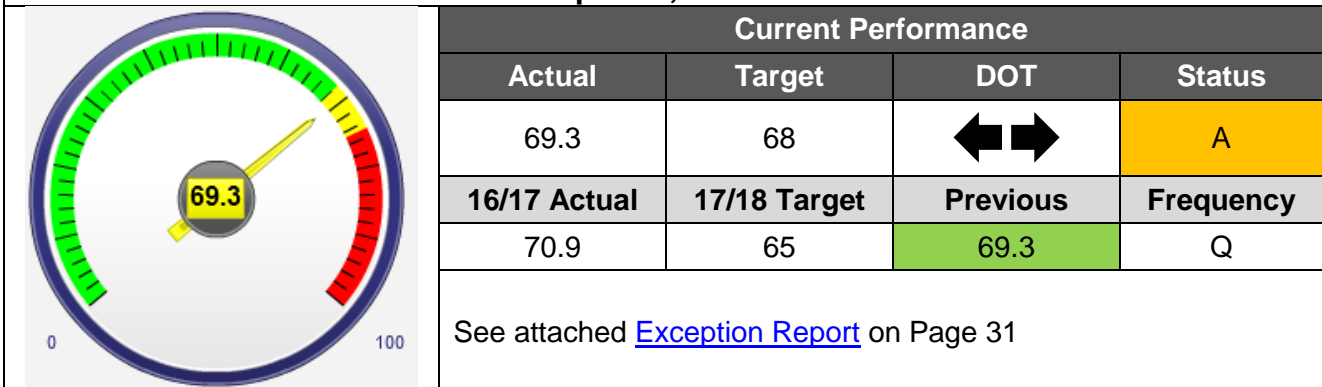 Current Performance
Actual Target DOT Status
69.3 68 A
16/17 Actual 17/18 Target Previous Frequency
70.9 65 69.3 Q
See attached Exception Report on Page 31
69.3
0 100